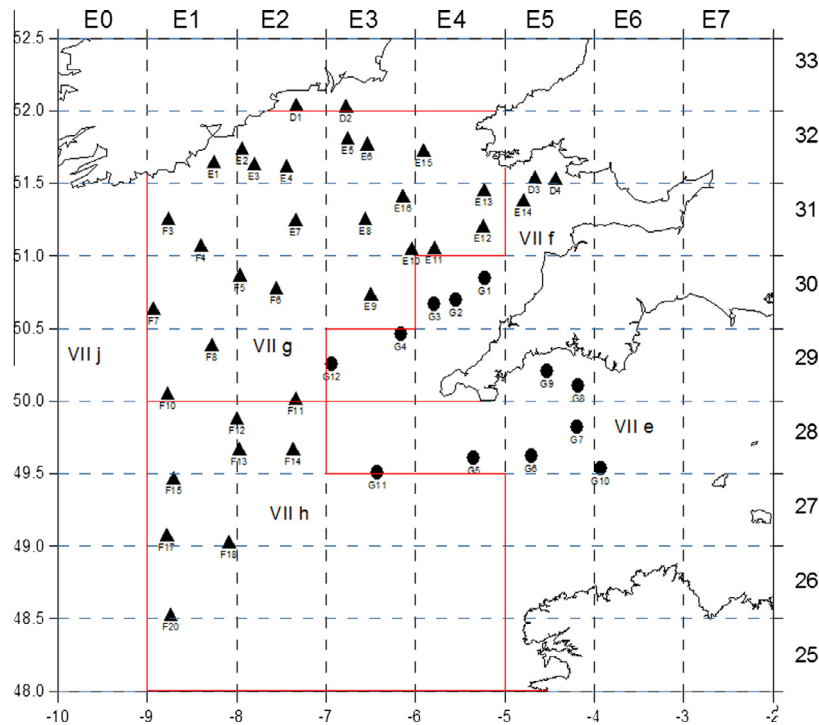 E0 E1 E2 E3 E4 E5 E6 E7
52.5
33
52.0
D1 D2
32
E5 E6
E2 E15
E1 E3 E4
51.5
D3 D4
E13
E14
E16
31
F3 E7 E8
E12
VII f
F4
E10 E11
51.0
F5
G1
30
F6
E9
G3 G2
F7
50.5
G4
VII j
F8
VII g
G12
G9
29
G8
F10
F11
50.0
F12
G7
VII e
28
F13 F14
G5 G6
F15
G11
G10
49.5
VII h
27
F17 F18
49.0
26
F20
48.5
25
48.0
-10 -9 -8 -7 -6 -5 -4 -3 -2